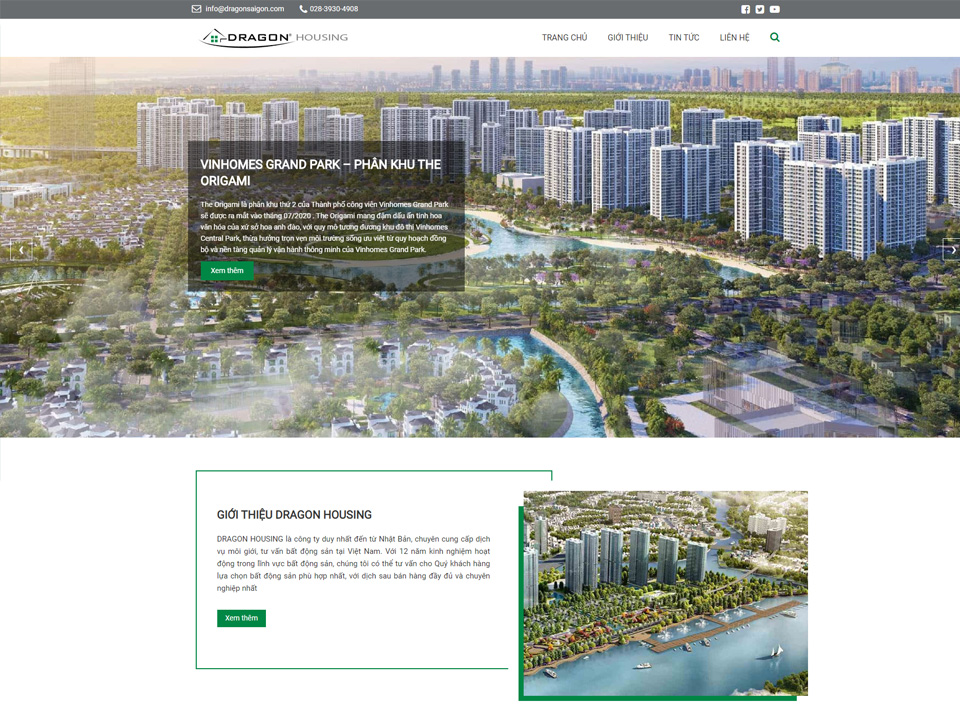 info@dragonsaigon.com 028-3930-4908
DRAGON® HOUSING
TRANG CHỦ GIỚI THIỆU TIN TỨC LIÊN HỆ
VINHOMES GRAND PARK – PHÂN KHU THE
ORIGAMI
The Origami là phân khu thứ 2 của Thành phố công viên Vinhomes Grand Park
sẽ được ra mắt vào tháng 07/2020 . The Origami mang đậm dấu ấn tinh hoa
văn hóa của xứ sở hoa anh đào, với quy mô tương đương khu đô thị Vinhomes
Central Park, thừa hưởng trọn vẹn môi trường sống ưu việt từ quy hoạch đồng
bộ và nền tảng quản lý vận hành thông minh của Vinhomes Grand Park.
Xem thêm
GIỚI THIỆU DRAGON HOUSING
DRAGON HOUSING là công ty duy nhất đến từ Nhật Bản, chuyên cung cấp dịch
vụ môi giới, tư vấn bất động sản tại Việt Nam. Với 12 năm kinh nghiệm hoạt
động trong lĩnh vực bất động sản, chúng tôi có thể tư vấn cho Quý khách hàng
lựa chọn bất động sản phù hợp nhất, với dịch sau bán hàng đầy đủ và chuyên
nghiệp nhất
Xem thêm